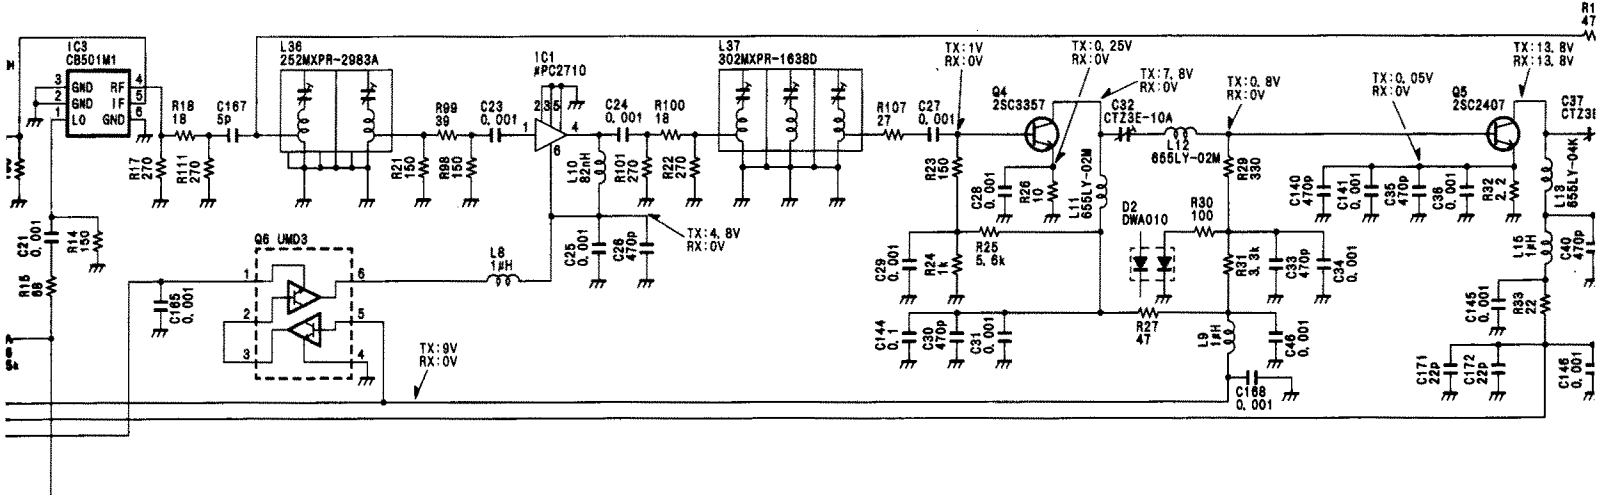 R1
47
IC3
CB501M1
3 GND RF 4
2 GND IF 5
1 LO GND 6
R18
18
C167
5p
R17
270
R111
270
L36
252MXPR-2983A
R21
150
R99
39
R98
150
C23
0.001
IC1
#PC2710
2 3 5
1
4
6
L10
82nH
C24
0.001
R101
270
R100
18
R22
270
L37
302MXPR-1638D
R107
27
C27
0.001
TX:1V
RX:0V
Q4
2SC3357
TX:0.25V
RX:0V
TX:7.8V
RX:0V
C32
CTZ3E-10A
L12
655LY-02M
TX:0.8V
RX:0V
TX:0.05V
RX:0V
Q5
2SC2407
TX:13.8V
RX:13.8V
C37
CTZ3E
R23
150
C28
0.001
R26
10
L11
655LY-02M
R29
330
C140
470p
C141
0.001
C35
470p
C36
0.001
R32
2.2
L13
655LY-04K
C21
0.001
R14
150
R15
68
Q6 UMD3
1
2
3
6
5
4
C165
0.001
L8
1#H
C25
0.001
C26
470p
TX:4.8V
RX:0V
C29
0.001
R24
1k
R25
5.6k
D2
DWA010
R30
100
R31
3.3k
C33
470p
C34
0.001
L15
1#H
C40
470p
C144
0.1
C30
470p
C31
0.001
R27
47
L9
1#H
C46
0.001
C145
0.001
R33
22
TX:9V
RX:0V
C168
0.001
C171
22p
C172
22p
C146
0.001